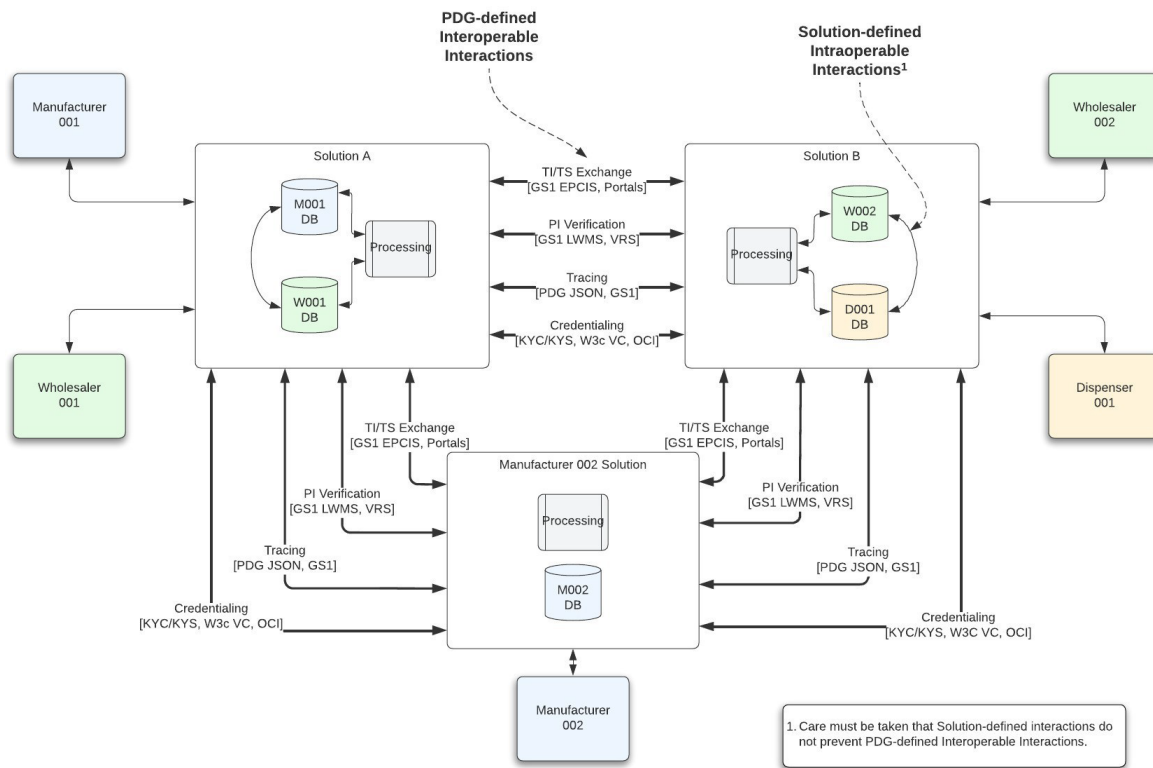 PDG-defined
Interoperable
Interactions
Solution-defined
Intraoperable
Interactions1
Manufacturer
001
Wholesaler
002
Solution A
Solution B
M001
DB
Processing
W001
DB
TI/TS Exchange
[GS1 EPCIS, Portals]
PI Verification
[GS1 LWMS, VRS]
Tracing
[PDG JSON, GS1]
Credentialing
[KYC/KYS, W3c VC, OCI]
W002
DB
Processing
D001
DB
Wholesaler
001
Dispenser
001
TI/TS Exchange
[GS1 EPCIS, Portals]
PI Verification
[GS1 LWMS, VRS]
Tracing
[PDG JSON, GS1]
Credentialing
[KYC/KYS, W3c VC, OCI]
TI/TS Exchange
[GS1 EPCIS, Portals]
PI Verification
[GS1 LWMS, VRS]
Tracing
[PDG JSON, GS1]
Credentialing
[KYC/KYS, W3C VC, OCI]
Manufacturer 002 Solution
Processing
M002
DB
Manufacturer
002
1. Care must be taken that Solution-defined interactions do
not prevent PDG-defined Interoperable Interactions.